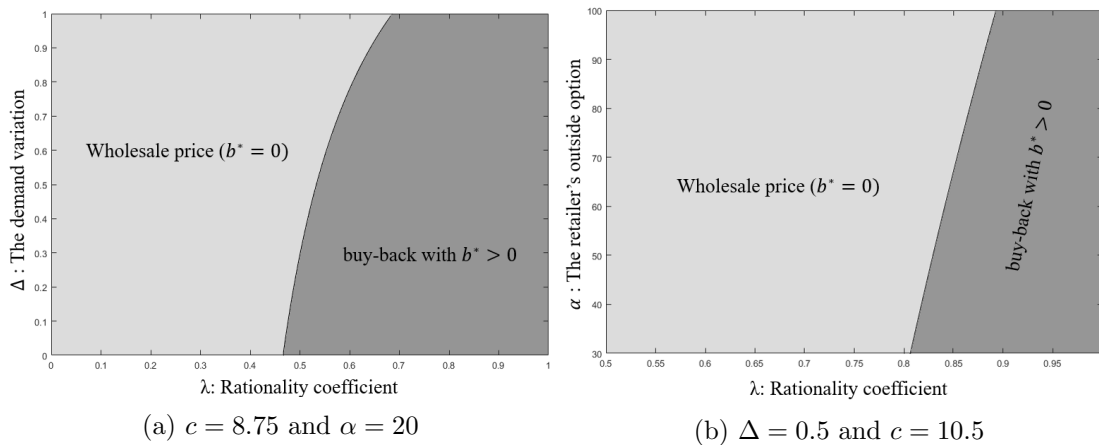 1
0.9
0.8
0.7
0.6
0.5
0.4
0.3
0.2
0.1
0
Δ : The demand variation
Wholesale price (b* = 0)
buy-back with b* > 0
0 0.1 0.2 0.3 0.4 0.5 0.6 0.7 0.8 0.9 1
λ: Rationality coefficient
(a) c = 8.75 and α = 20
100
90
80
70
60
50
40
30
α : The retailer's outside option
Wholesale price (b* = 0)
buy-back with b* > 0
0.5 0.55 0.6 0.65 0.7 0.75 0.8 0.85 0.9 0.95
λ: Rationality coefficient
(b) Δ = 0.5 and c = 10.5